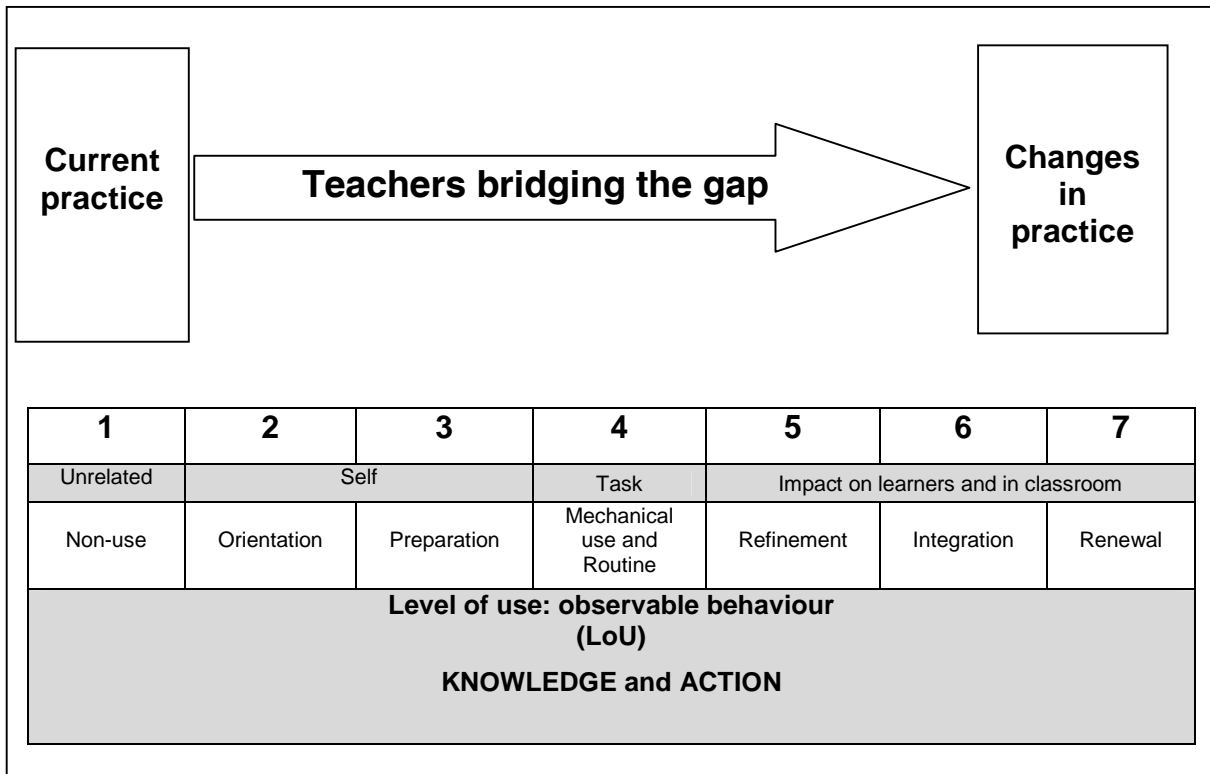 Current
practice
Teachers bridging the gap
Changes
in
practice
1 2 3 4 5 6 7
Unrelated Self Task Impact on learners and in classroom
Non-use Orientation Preparation Mechanical
use and
Routine Refinement Integration Renewal
Level of use: observable behaviour
(LoU)
KNOWLEDGE and ACTION